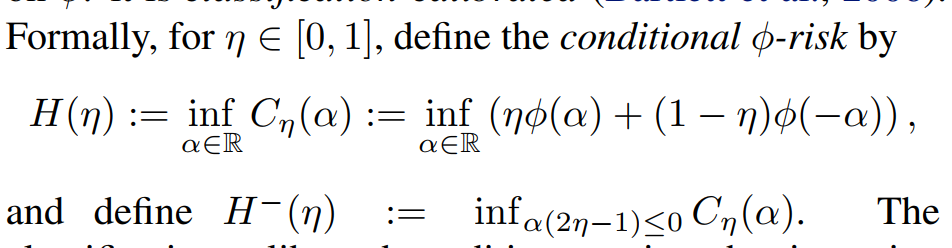 Formally, for η ∈ [0, 1], define the conditional ϕ-risk by
H(η) := inf_{α∈ℝ} C_η(α) := inf_{α∈ℝ} (ηϕ(α) + (1 − η)ϕ(−α)),
and define H⁻(η) := inf_{α(2η−1)≤0} C_η(α). The